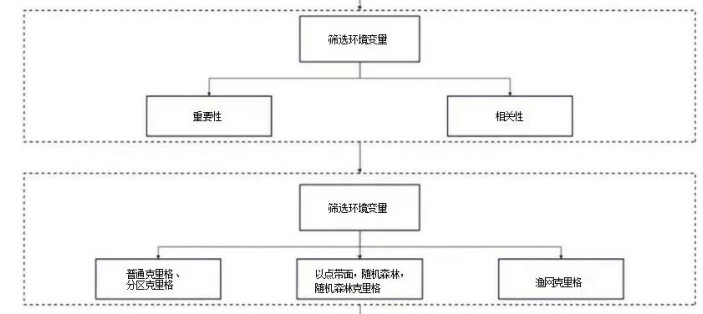 筛选环境变量
重要性
相关性
筛选环境变量
普通克里格、
分区克里格
以点带面，随机森林，
随机森林克里格
渔网克里格